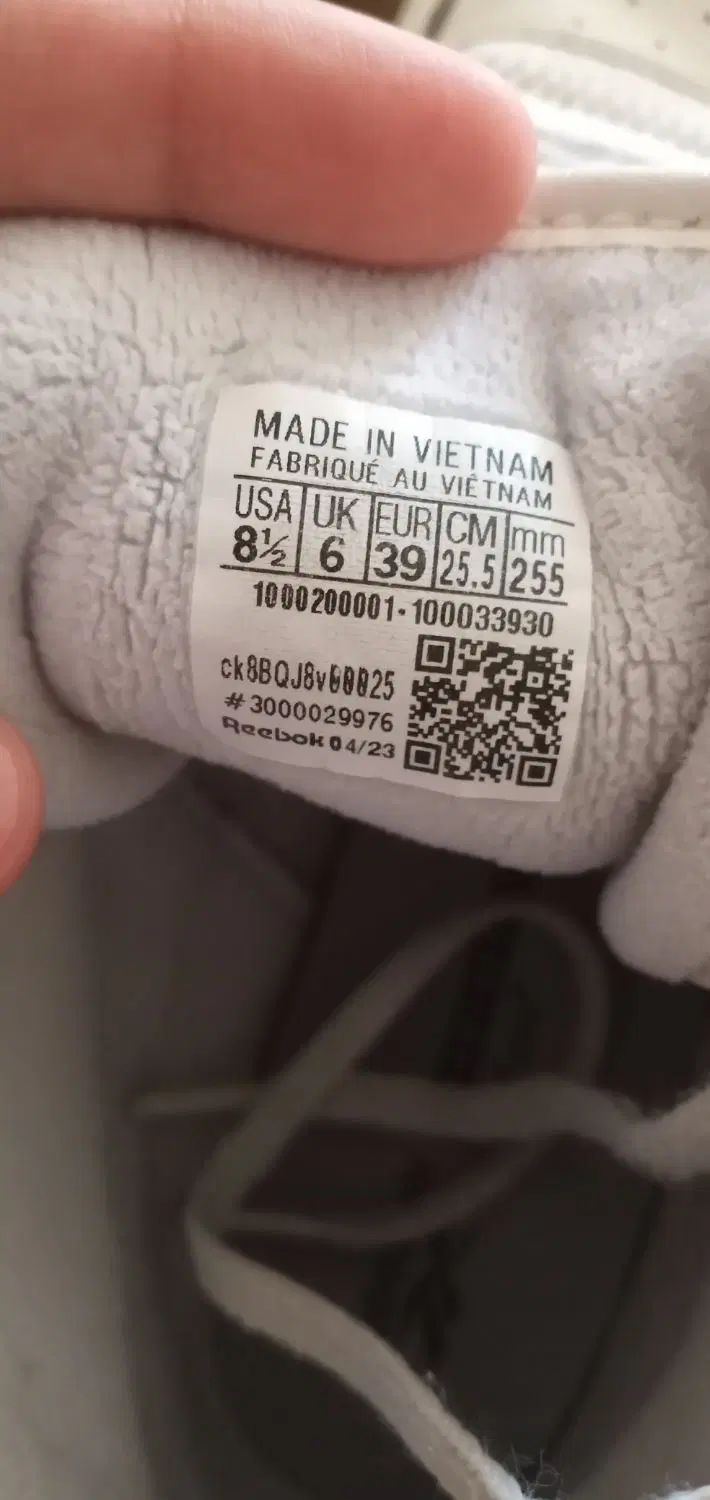 MADE IN VIETNAM
FABRIQUÉ AU VIÊTNAM
USA UK EUR CM mm
8½ 6 39 25.5 255
1000200001-100033930
ck8BQJ8v00025
#3000029976
Reebok 04/23